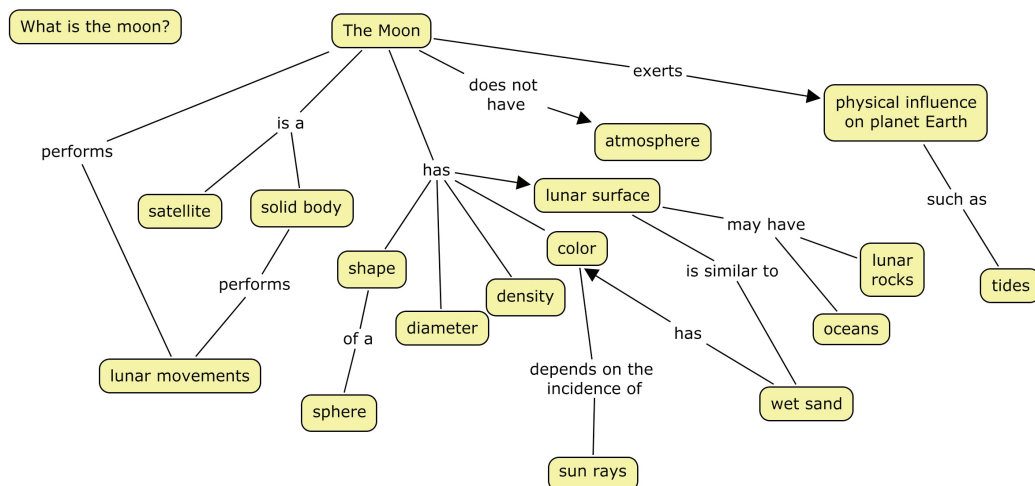 What is the moon?
The Moon
exerts
does not
have
physical influence
on planet Earth
is a
performs
atmosphere
has
lunar surface
satellite
solid body
such as
may have
color
shape
is similar to
lunar
rocks
performs
density
tides
diameter
oceans
of a
has
depends on the
incidence of
lunar movements
wet sand
sphere
sun rays